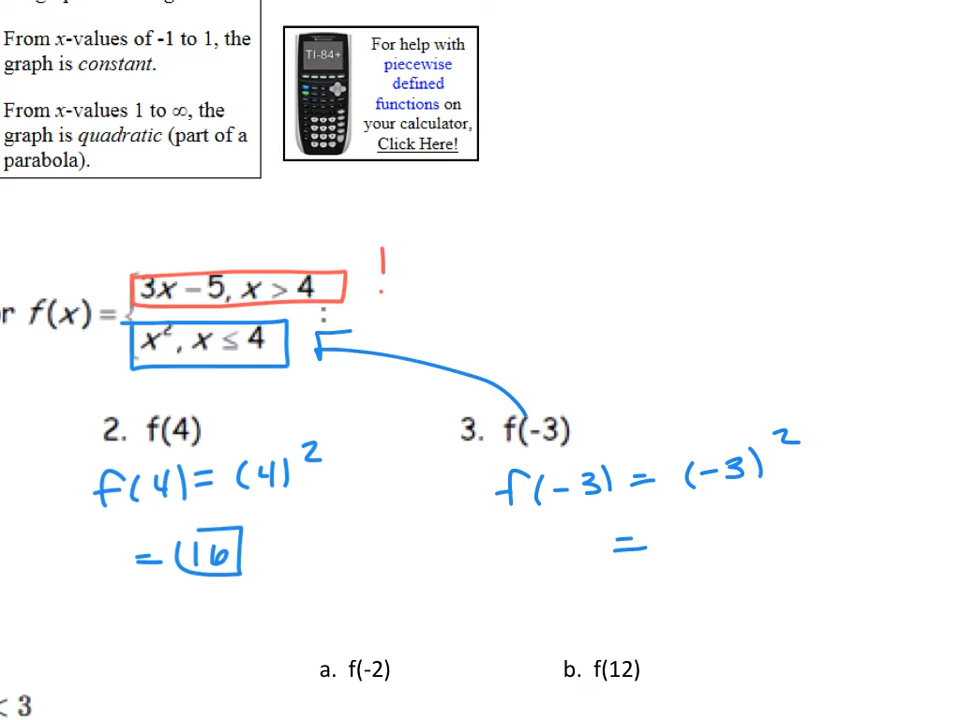 From x-values of -1 to 1, the
graph is constant.
From x-values 1 to ∞, the
graph is quadratic (part of a
parabola).
TI-84+
For help with
piecewise
defined
functions on
your calculator,
Click Here!
r f(x) = { 3x – 5, x > 4 !
x², x ≤ 4 :
2. f(4)
f(4) = (4)²
= 16
3. f(-3)
f(-3) = (-3)²
=
a. f(-2)
b. f(12)
< 3